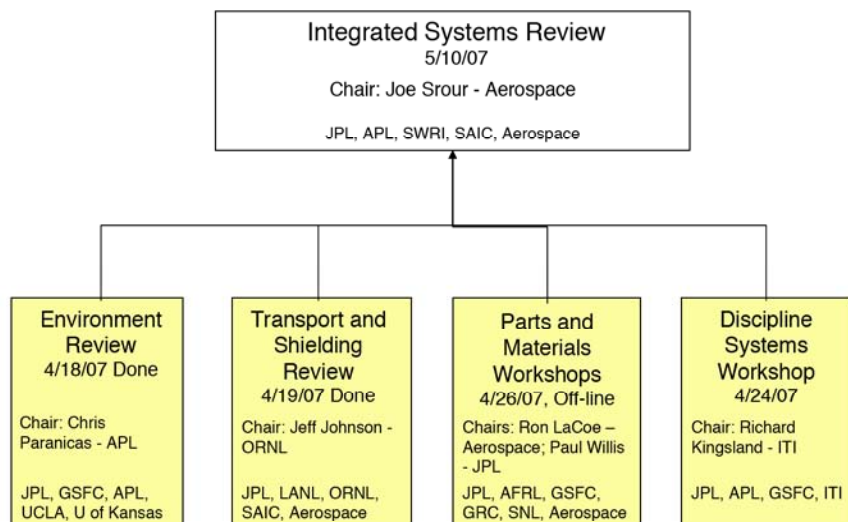 Integrated Systems Review
5/10/07
Chair: Joe Srour - Aerospace
JPL, APL, SWRI, SAIC, Aerospace
Environment
Review
4/18/07 Done
Chair: Chris
Paranicas - APL
JPL, GSFC, APL,
UCLA, U of Kansas
Transport and
Shielding
Review
4/19/07 Done
Chair: Jeff Johnson -
ORNL
JPL, LANL, ORNL,
SAIC, Aerospace
Parts and
Materials
Workshops
4/26/07, Off-line
Chairs: Ron LaCoe –
Aerospace; Paul Willis
- JPL
JPL, AFRL, GSFC,
GRC, SNL, Aerospace
Discipline
Systems
Workshop
4/24/07
Chair: Richard
Kingsland - ITI
JPL, APL, GSFC, ITI